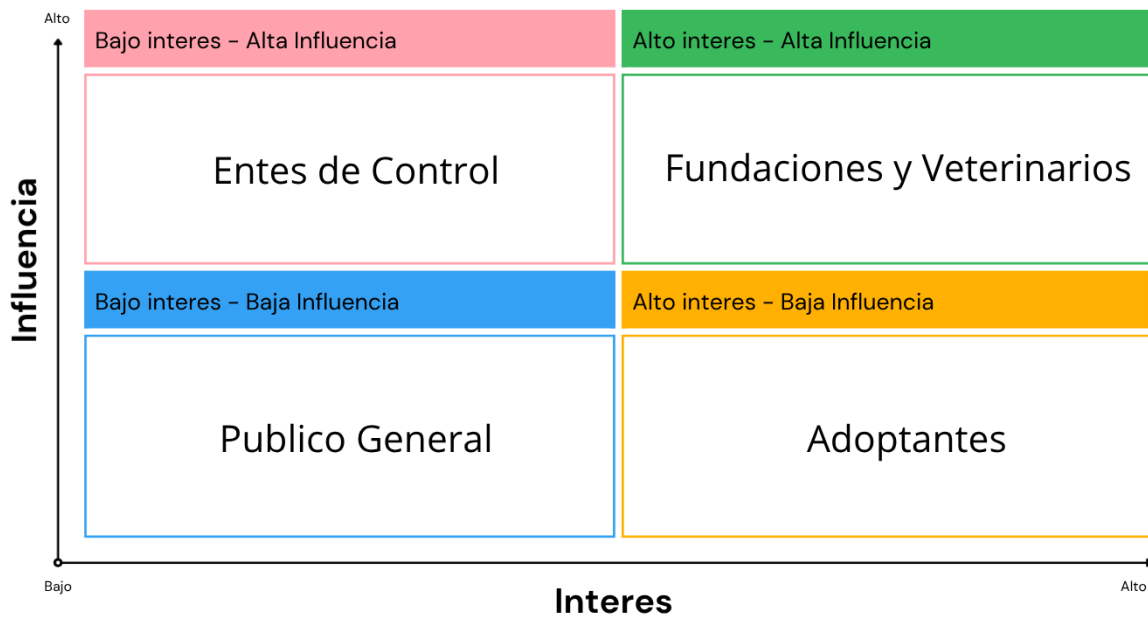 Alto
Bajo interes - Alta Influencia
Alto interes - Alta Influencia
Entes de Control
Fundaciones y Veterinarios
Influencia
Bajo interes - Baja Influencia
Alto interes - Baja Influencia
Publico General
Adoptantes
Bajo
Interes
Alto